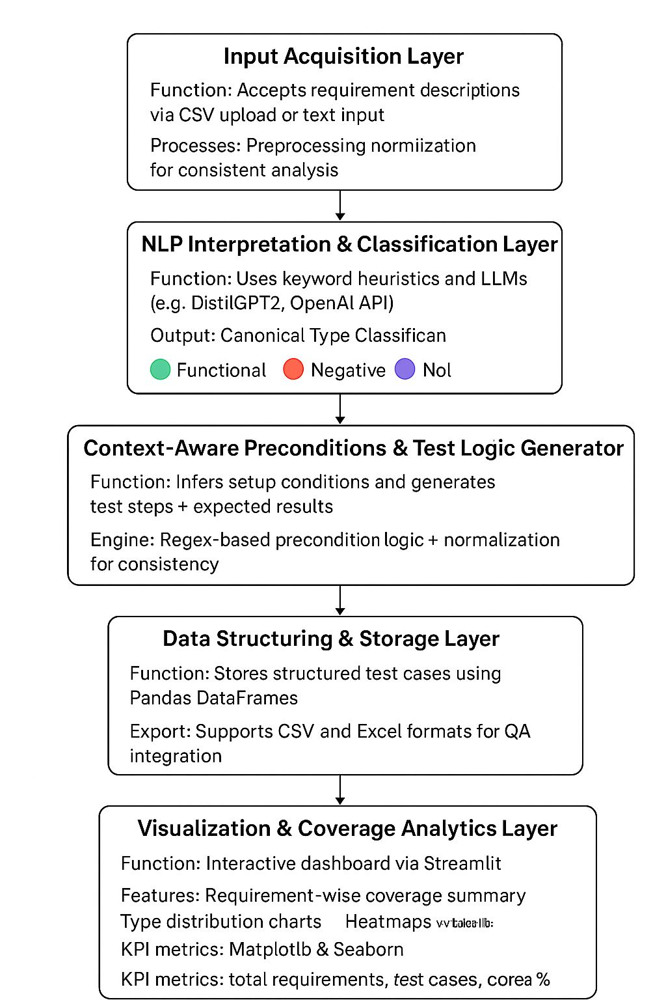 Input Acquisition Layer
Function: Accepts requirement descriptions
via CSV upload or text input
Processes: Preprocessing normiization
for consistent analysis
NLP Interpretation & Classification Layer
Function: Uses keyword heuristics and LLMs
(e.g. DistilGPT2, OpenAl API)
Output: Canonical Type Classifican
Functional Negative Nol
Context-Aware Preconditions & Test Logic Generator
Function: Infers setup conditions and generates
test steps + expected results
Engine: Regex-based precondition logic + normalization
for consistency
Data Structuring & Storage Layer
Function: Stores structured test cases using
Pandas DataFrames
Export: Supports CSV and Excel formats for QA
integration
Visualization & Coverage Analytics Layer
Function: Interactive dashboard via Streamlit
Features: Requirement-wise coverage summary
Type distribution charts Heatmaps
KPI metrics: Matplotlb & Seaborn
KPI metrics: total requirements, test cases, corea %